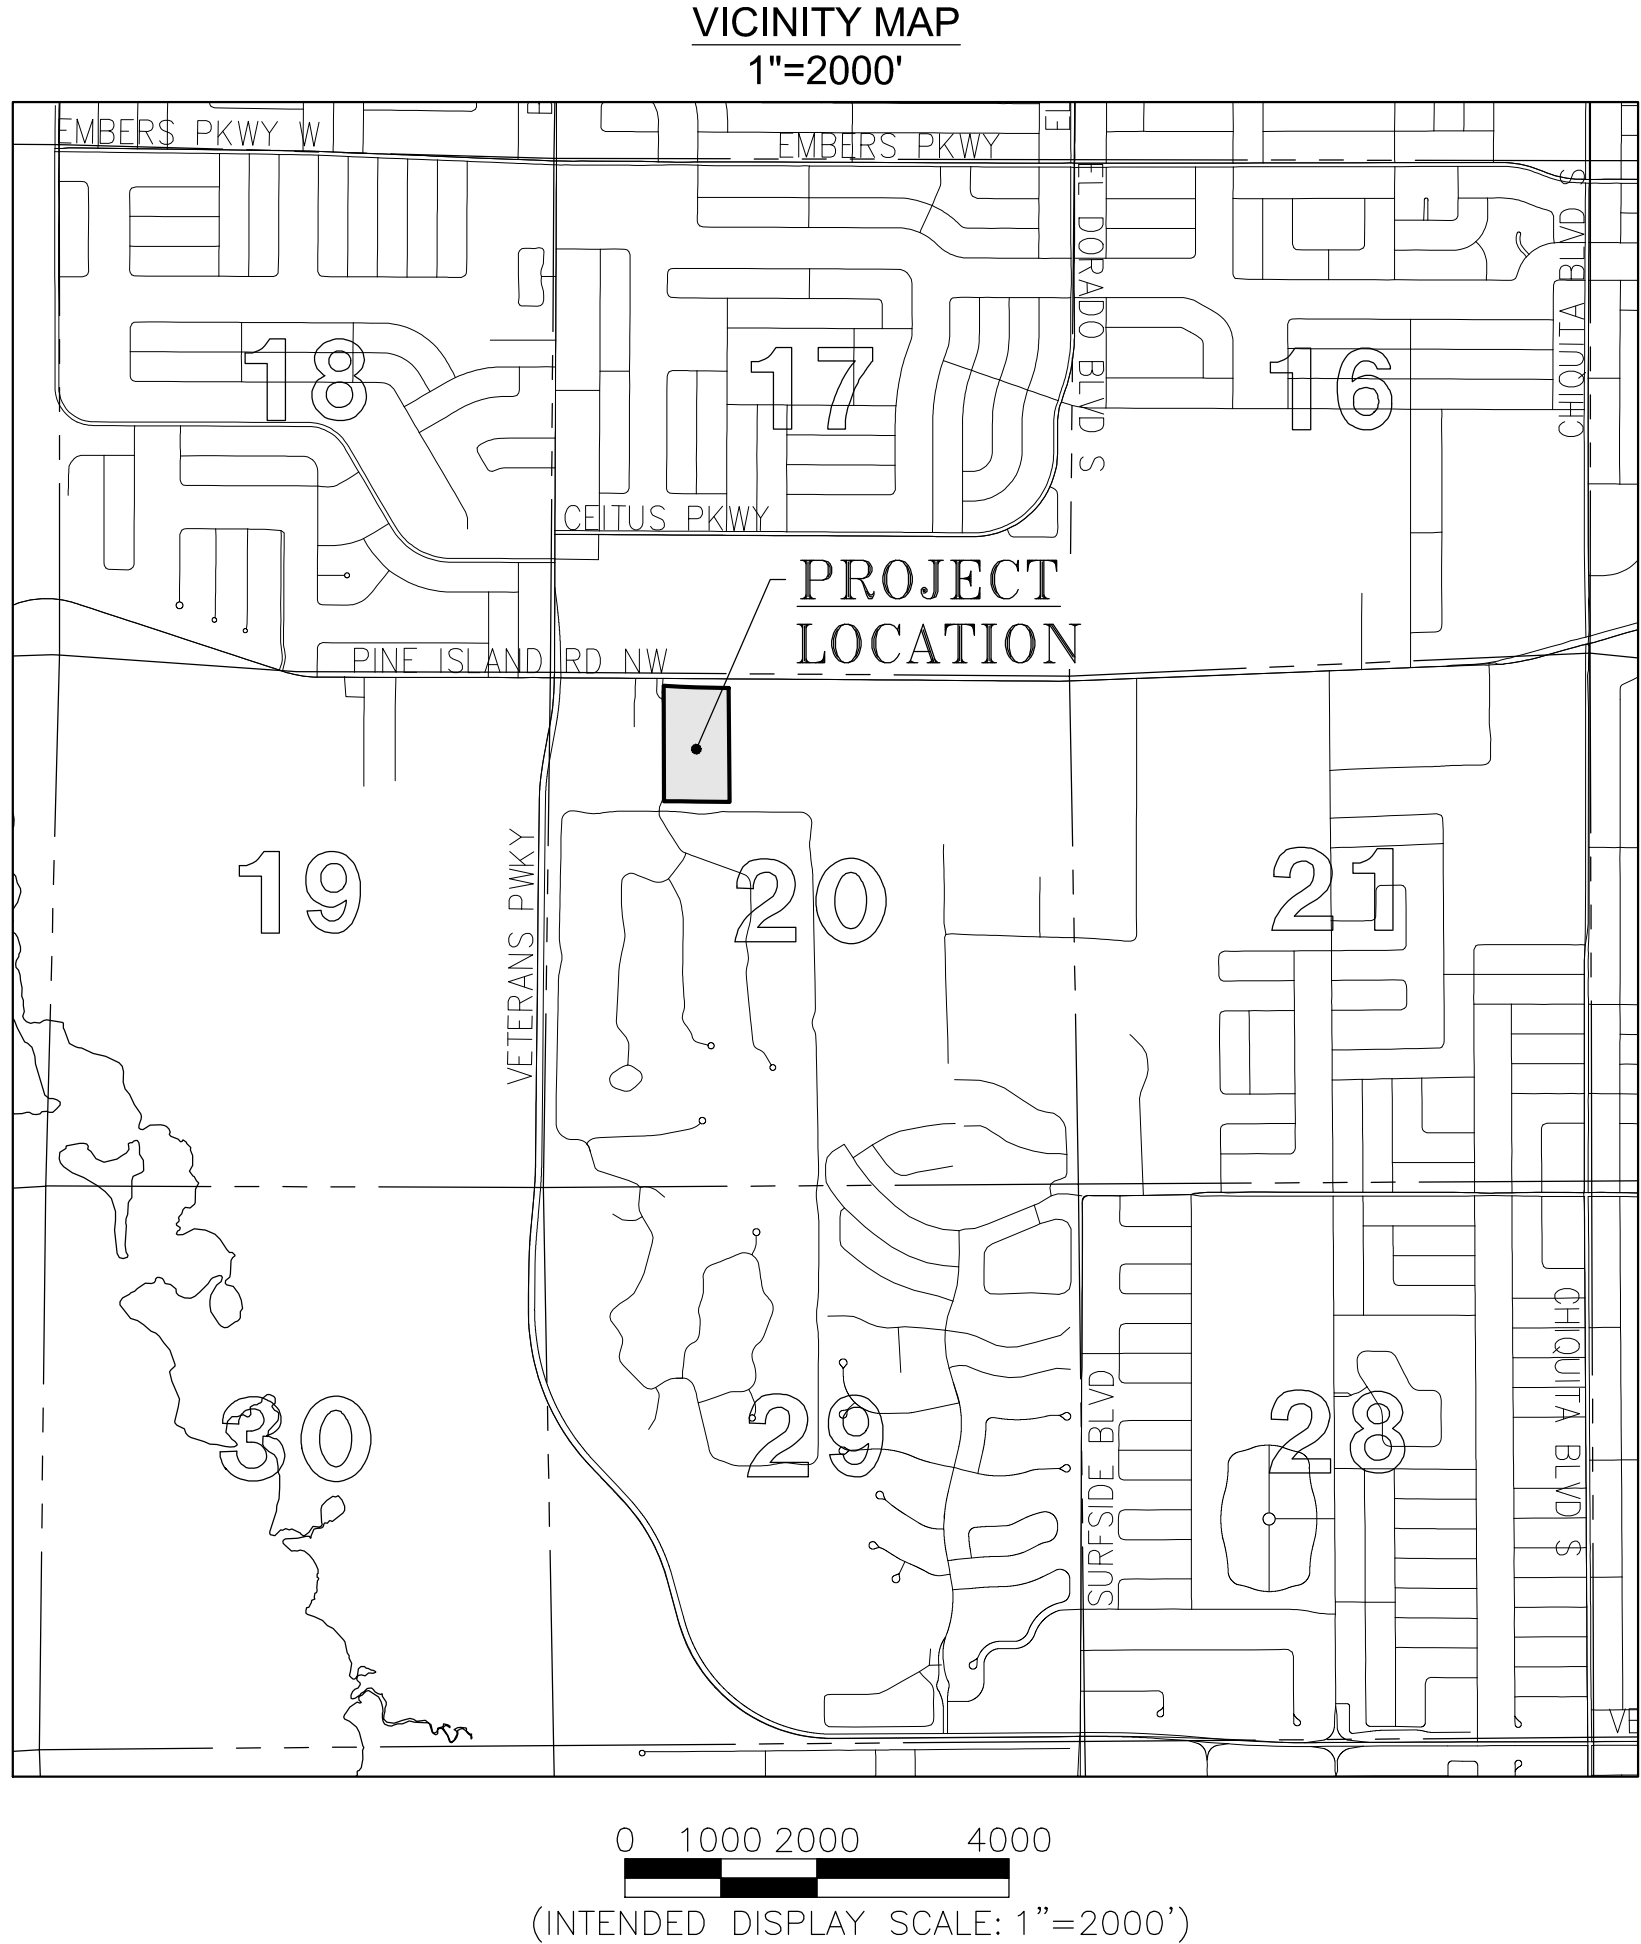 VICINITY MAP
1"=2000'
EMBERS PKWY W
EMBERS PKWY
EL DORADO BLVD S
CHIQUITA BLVD S
18
17
16
CEITUS PKWY
PROJECT
LOCATION
PINE ISLAND RD NW
19
20
21
VETERANS PWKY
30
29
28
SURFSIDE BLVD
CHIQUITA BLVD S
VE
0 1000 2000 4000
(INTENDED DISPLAY SCALE: 1"=2000')